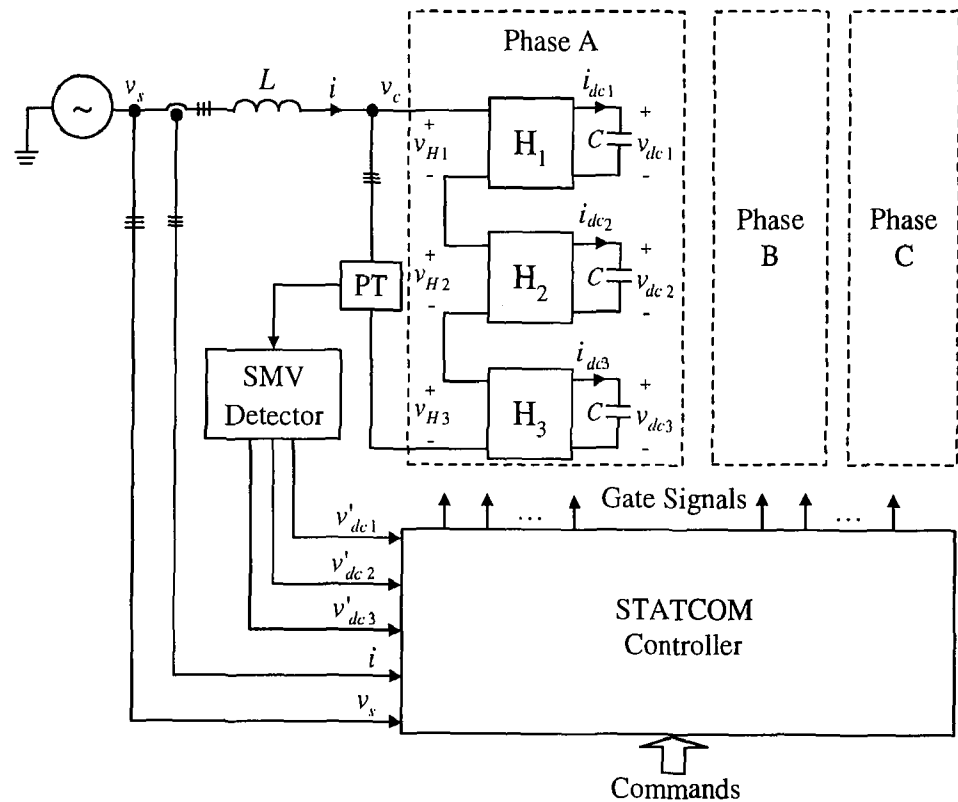 Phase A
v_s
L
i
v_c
i_dc1
+
v_H1
-
H_1
C
+
v_dc1
-
i_dc2
+
v_H2
-
H_2
C
+
v_dc2
-
Phase
B
Phase
C
~
PT
SMV
Detector
i_dc3
+
v_H3
-
H_3
C
+
v_dc3
-
Gate Signals
...
...
v'_dc1
v'_dc2
v'_dc3
i
v_s
STATCOM
Controller
Commands